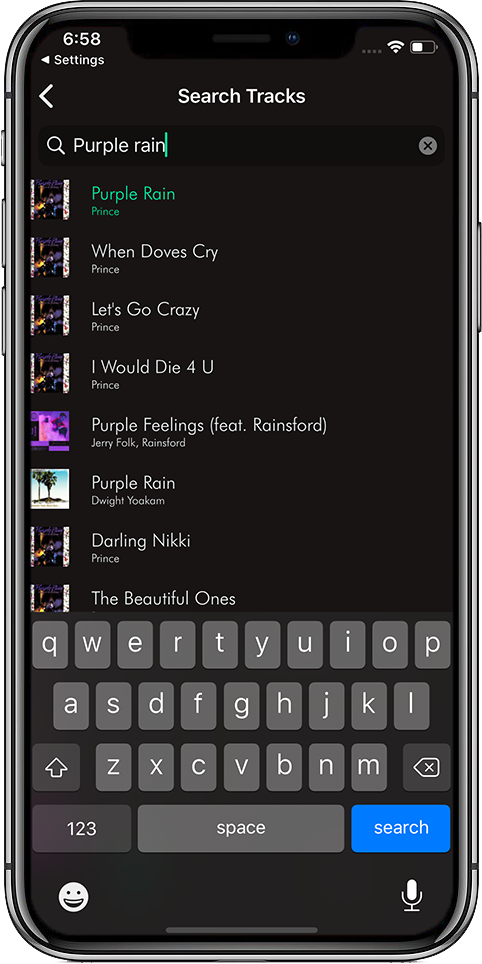 6:58
◀ Settings
Search Tracks
Purple rain
Purple Rain
Prince
When Doves Cry
Prince
Let's Go Crazy
Prince
I Would Die 4 U
Prince
Purple Feelings (feat. Rainsford)
Jerry Folk, Rainsford
Purple Rain
Dwight Yoakam
Darling Nikki
Prince
The Beautiful Ones
q w e r t y u i o p
a s d f g h j k l
z x c v b n m
123 space search